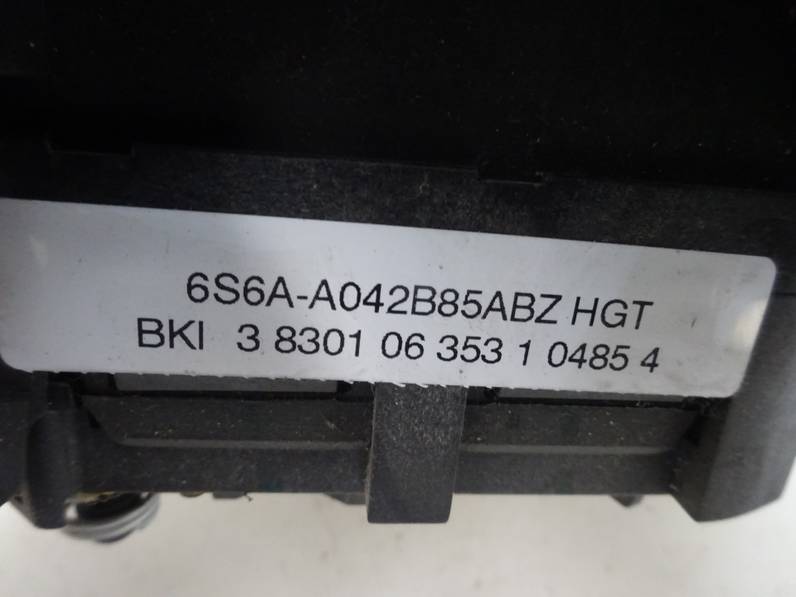 6S6A-A042B85ABZ HGT
BKI 3 8301 06 353 1 0485 4